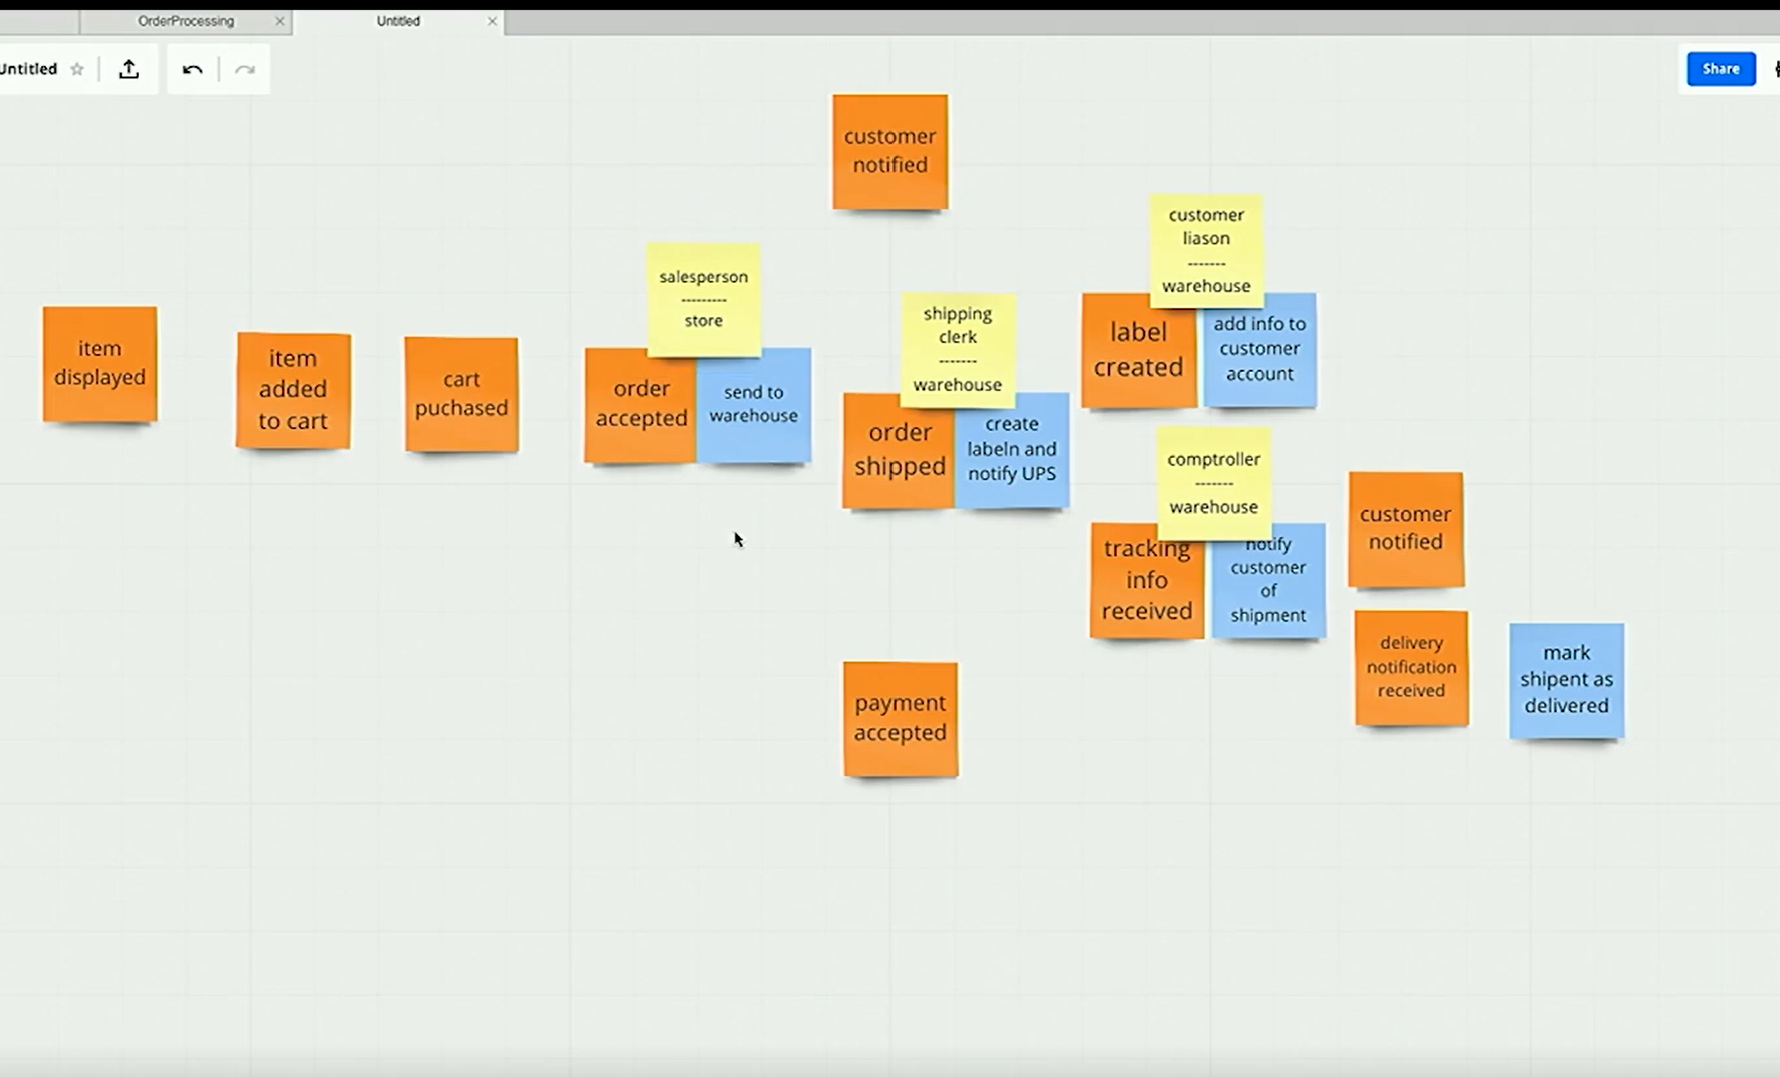 OrderProcessing
Untitled
Untitled
Share
customer
notified
customer
liason
-------
warehouse
salesperson
---------
store
shipping
clerk
-------
warehouse
item
displayed
item
added
to cart
cart
puchased
order
accepted
send to
warehouse
order
shipped
create
labeln and
notify UPS
label
created
add info to
customer
account
comptroller
-------
warehouse
tracking
info
received
notify
customer
of
shipment
customer
notified
delivery
notification
received
mark
shipent as
delivered
payment
accepted